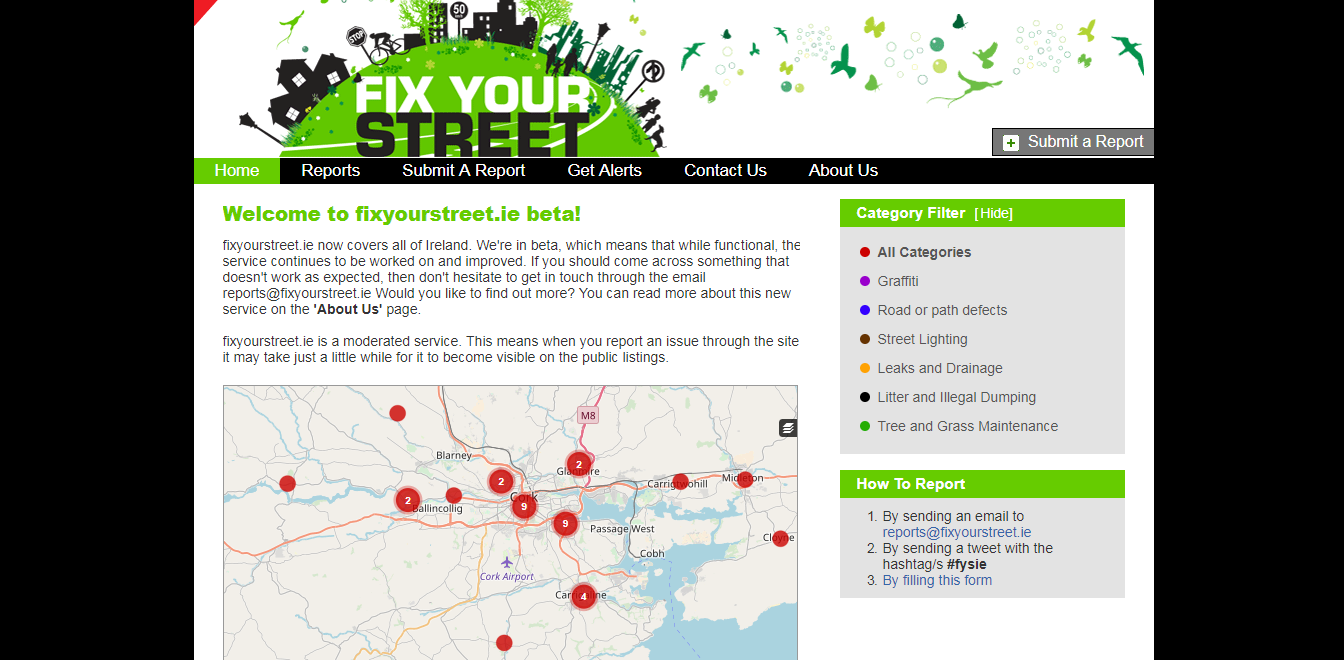 STOP
50
FIX YOUR
STREET
Submit a Report
Home
Reports
Submit A Report
Get Alerts
Contact Us
About Us
Welcome to fixyourstreet.ie beta!
fixyourstreet.ie now covers all of Ireland. We're in beta, which means that while functional, the
service continues to be worked on and improved. If you should come across something that
doesn't work as expected, then don't hesitate to get in touch through the email
reports@fixyourstreet.ie Would you like to find out more? You can read more about this new
service on the 'About Us' page.
fixyourstreet.ie is a moderated service. This means when you report an issue through the site
it may take just a little while for it to become visible on the public listings.
M8
Blarney
2
Glanmire
2
Cork
Carrigtwohill
Midleton
2
Ballincollig
9
9
Passage West
Cloyne
Cobh
Cork Airport
Carrigaline
4
Category Filter [Hide]
All Categories
Graffiti
Road or path defects
Street Lighting
Leaks and Drainage
Litter and Illegal Dumping
Tree and Grass Maintenance
How To Report
1. By sending an email to
reports@fixyourstreet.ie
2. By sending a tweet with the
hashtag/s #fysie
3. By filling this form